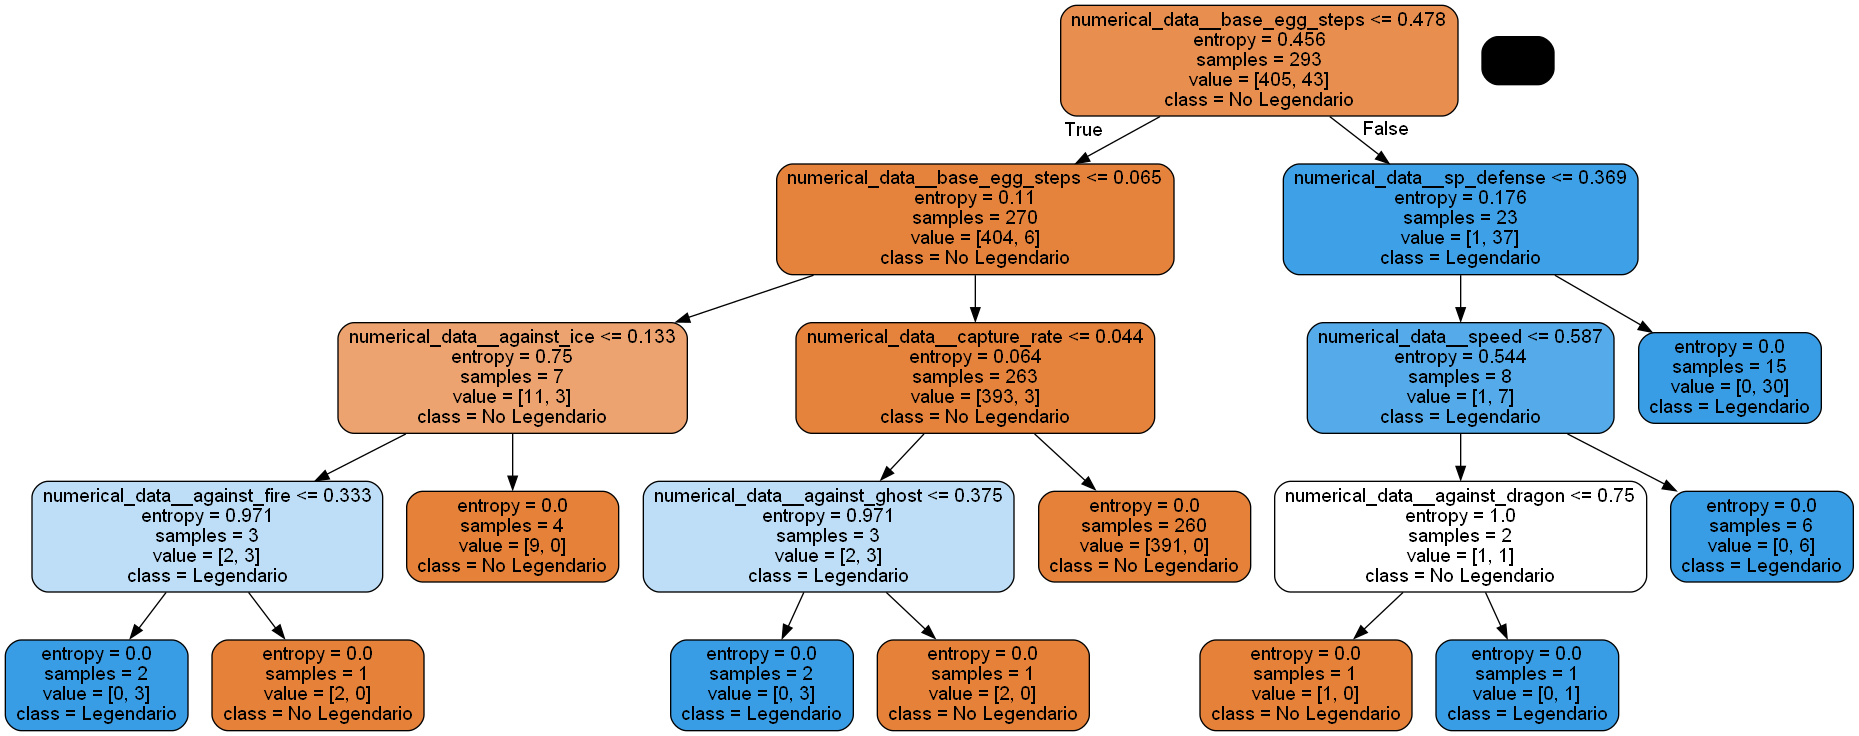 numerical_data__base_egg_steps <= 0.478
entropy = 0.456
samples = 293
value = [405, 43]
class = No Legendario
True
False
numerical_data__base_egg_steps <= 0.065
entropy = 0.11
samples = 270
value = [404, 6]
class = No Legendario
numerical_data__sp_defense <= 0.369
entropy = 0.176
samples = 23
value = [1, 37]
class = Legendario
numerical_data__against_ice <= 0.133
entropy = 0.75
samples = 7
value = [11, 3]
class = No Legendario
numerical_data__capture_rate <= 0.044
entropy = 0.064
samples = 263
value = [393, 3]
class = No Legendario
numerical_data__speed <= 0.587
entropy = 0.544
samples = 8
value = [1, 7]
class = Legendario
entropy = 0.0
samples = 15
value = [0, 30]
class = Legendario
numerical_data__against_fire <= 0.333
entropy = 0.971
samples = 3
value = [2, 3]
class = Legendario
entropy = 0.0
samples = 4
value = [9, 0]
class = No Legendario
numerical_data__against_ghost <= 0.375
entropy = 0.971
samples = 3
value = [2, 3]
class = Legendario
entropy = 0.0
samples = 260
value = [391, 0]
class = No Legendario
numerical_data__against_dragon <= 0.75
entropy = 1.0
samples = 2
value = [1, 1]
class = No Legendario
entropy = 0.0
samples = 6
value = [0, 6]
class = Legendario
entropy = 0.0
samples = 2
value = [0, 3]
class = Legendario
entropy = 0.0
samples = 1
value = [2, 0]
class = No Legendario
entropy = 0.0
samples = 2
value = [0, 3]
class = Legendario
entropy = 0.0
samples = 1
value = [2, 0]
class = No Legendario
entropy = 0.0
samples = 1
value = [1, 0]
class = No Legendario
entropy = 0.0
samples = 1
value = [0, 1]
class = Legendario